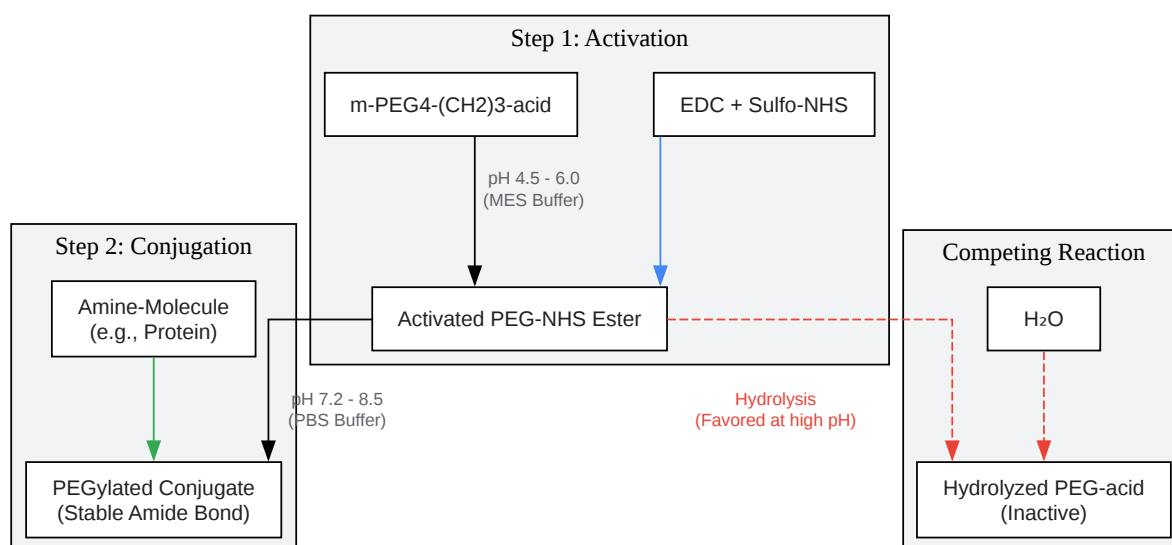 Step 1: Activation
m-PEG4-(CH2)3-acid
EDC + Sulfo-NHS
pH 4.5 - 6.0
(MES Buffer)
Activated PEG-NHS Ester
Step 2: Conjugation
Amine-Molecule
(e.g., Protein)
pH 7.2 - 8.5
(PBS Buffer)
PEGylated Conjugate
(Stable Amide Bond)
Hydrolysis
(Favored at high pH)
Competing Reaction
H₂O
Hydrolyzed PEG-acid
(Inactive)